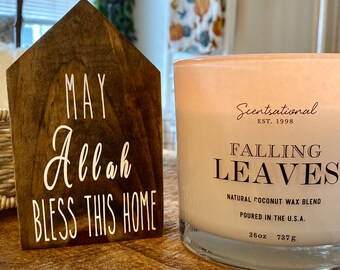 MAY
Allah
BLESS THIS HOME
Scentsational
EST. 1998
FALLING
LEAVES
NATURAL COCONUT WAX BLEND
POURED IN THE U.S.A.
26oz 737g